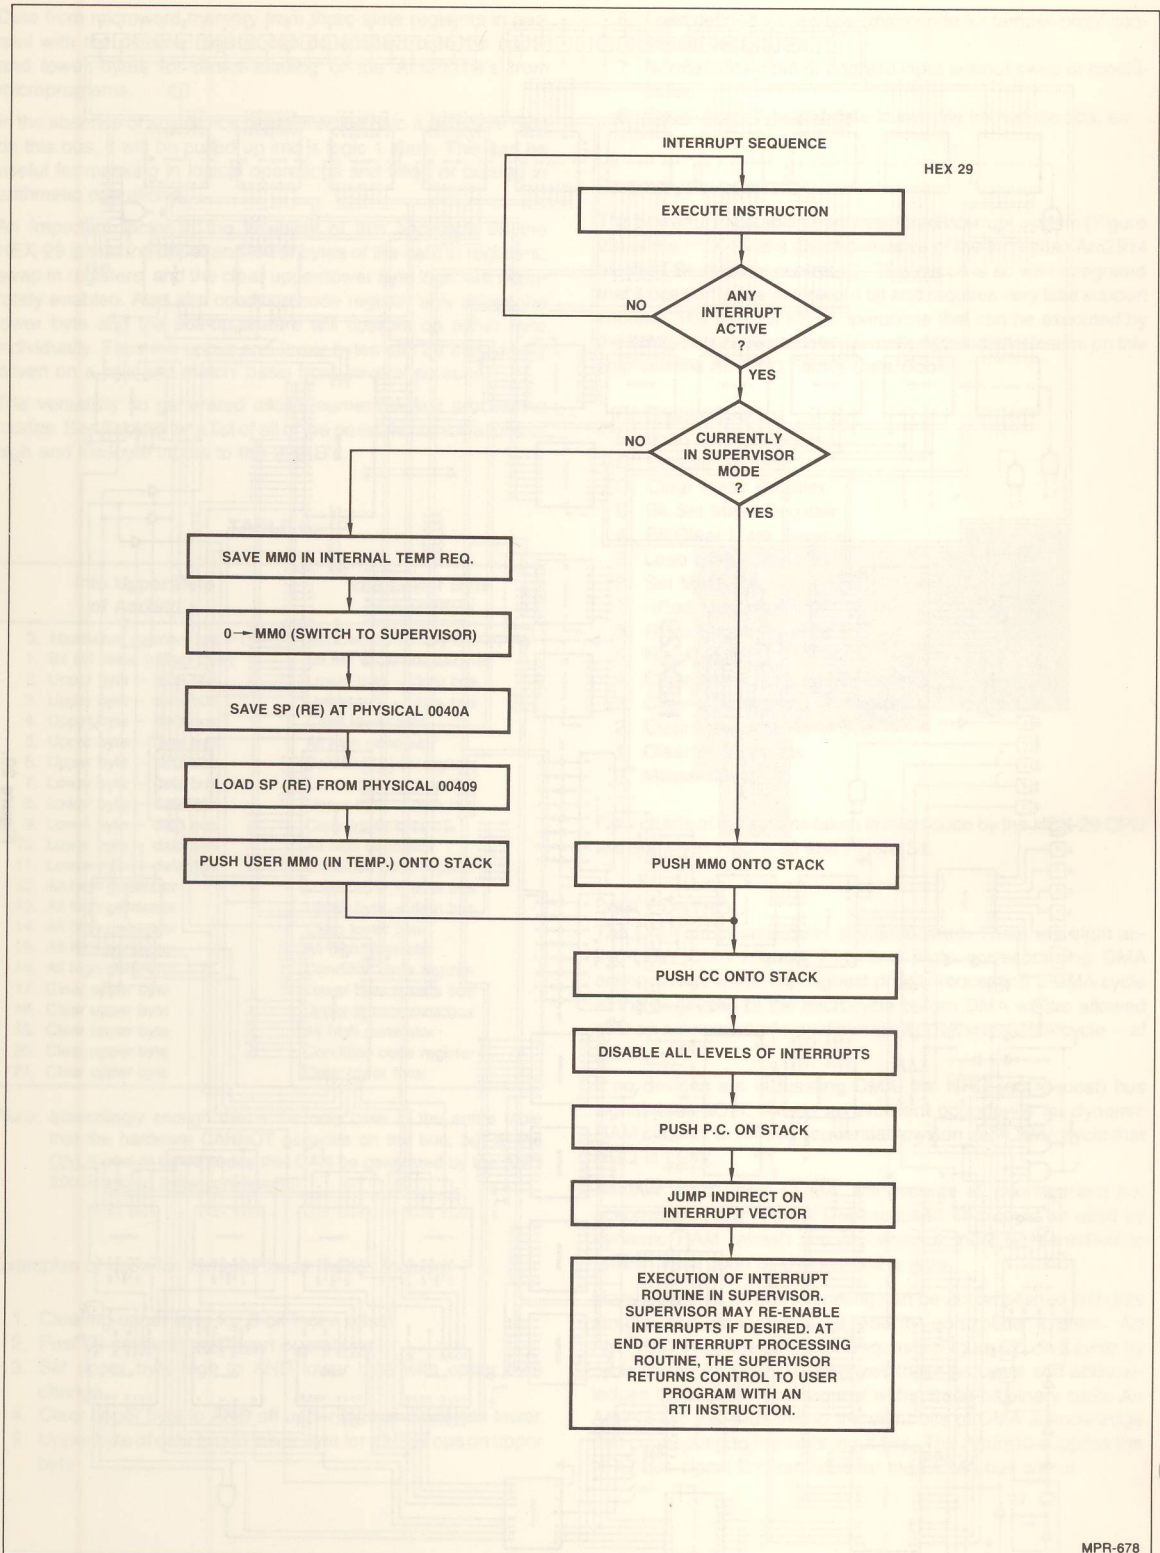 INTERRUPT SEQUENCE
HEX 29
EXECUTE INSTRUCTION
NO
ANY
INTERRUPT
ACTIVE
?
YES
NO
CURRENTLY
IN SUPERVISOR
MODE
?
YES
SAVE MM0 IN INTERNAL TEMP REQ.
0→MM0 (SWITCH TO SUPERVISOR)
SAVE SP (RE) AT PHYSICAL 0040A
LOAD SP (RE) FROM PHYSICAL 00409
PUSH USER MM0 (IN TEMP.) ONTO STACK
PUSH MM0 ONTO STACK
PUSH CC ONTO STACK
DISABLE ALL LEVELS OF INTERRUPTS
PUSH P.C. ON STACK
JUMP INDIRECT ON
INTERRUPT VECTOR
EXECUTION OF INTERRUPT
ROUTINE IN SUPERVISOR.
SUPERVISOR MAY RE-ENABLE
INTERRUPTS IF DESIRED. AT
END OF INTERRUPT PROCESSING
ROUTINE, THE SUPERVISOR
RETURNS CONTROL TO USER
PROGRAM WITH AN
RTI INSTRUCTION.
MPR-678